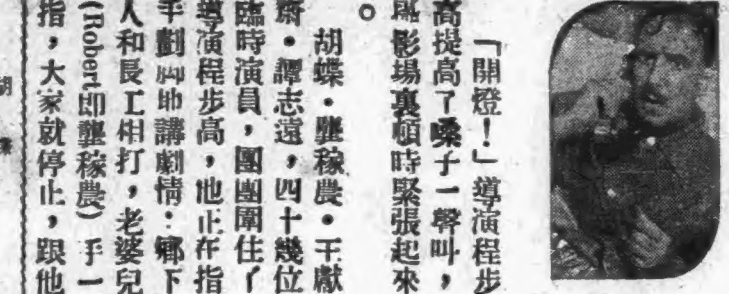 「開燈！」導演程步
高提高了嗓子一聲叫，
攝影場裏頓時緊張起來
。
胡蝶・龔稼農・王獻
齋・譚志遠，四十幾位
臨時演員，團團圍住了
導演程步高，他正在指
手劃脚地講劇情：鄉下
人和長工相打，老婆兒
(Robert即龔稼農) 手一
指，大家就停止，跟他